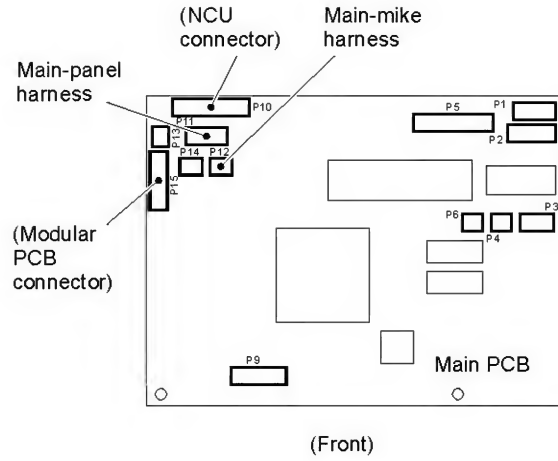 (NCU
connector)
Main-mike
harness
Main-panel
harness
P10
P11
P13
P14
P12
P15
P5
P1
P2
P6
P4
P3
(Modular
PCB
connector)
P9
Main PCB
(Front)